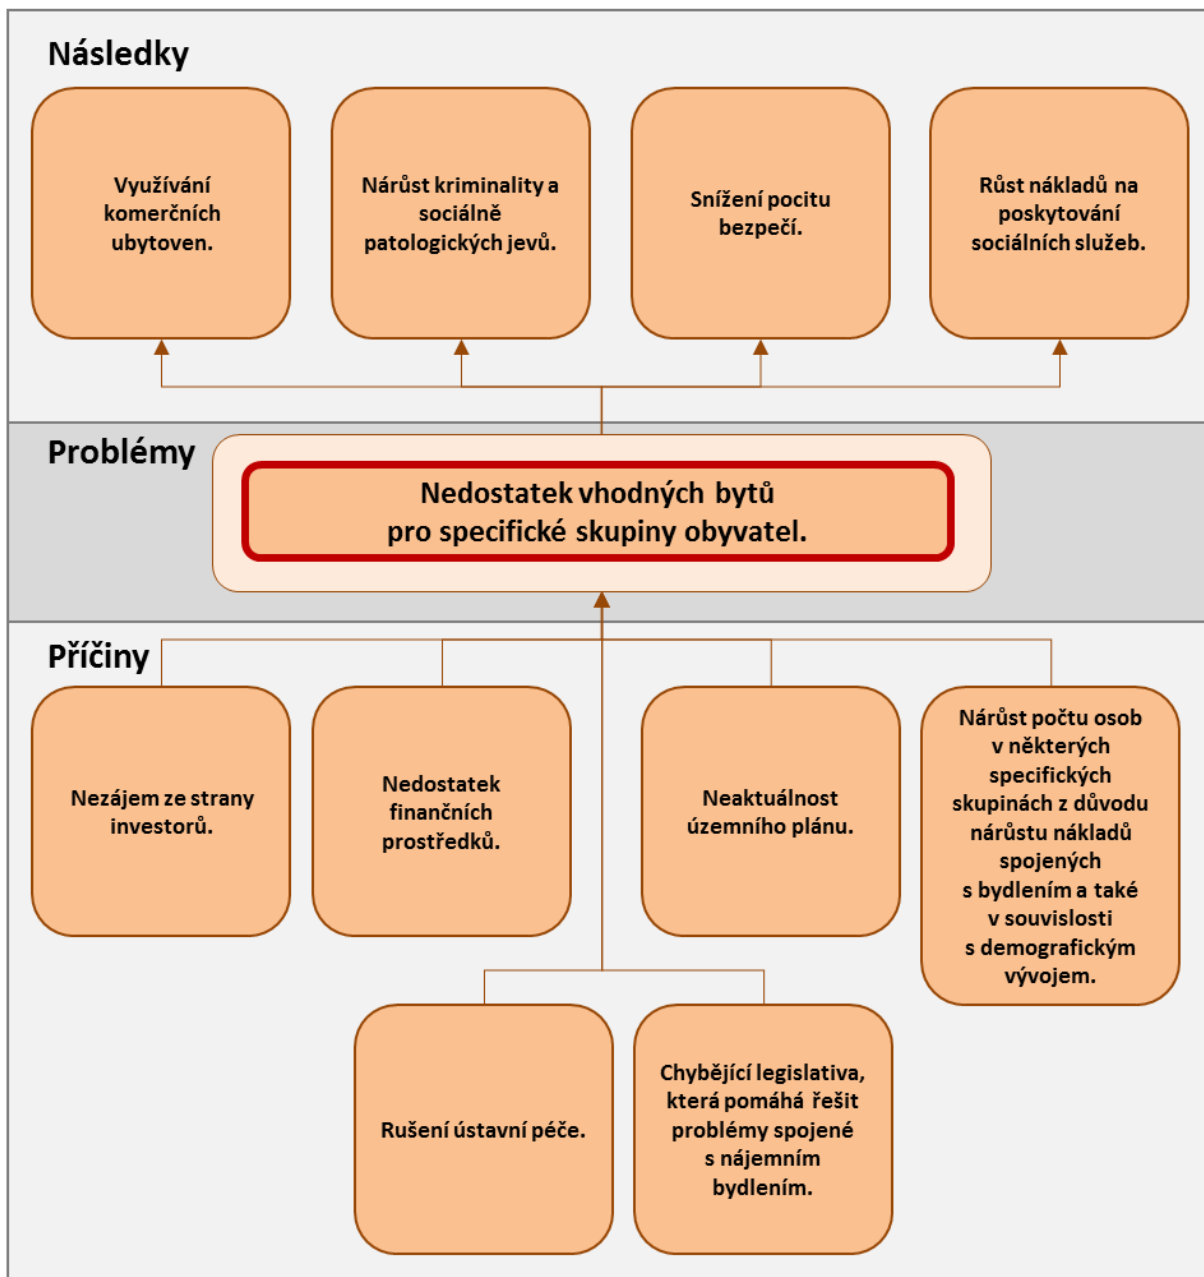 Následky
Využívání
komerčních
ubytoven.
Nárůst kriminality a
sociálně
patologických jevů.
Snížení pocitu
bezpečí.
Růst nákladů na
poskytování
sociálních služeb.
Problémy
Nedostatek vhodných bytů
pro specifické skupiny obyvatel.
Příčiny
Nezájem ze strany
investorů.
Nedostatek
finančních
prostředků.
Neaktuálnost
územního plánu.
Nárůst počtu osob
v některých
specifických
skupinách z důvodu
nárůstu nákladů
spojených
s bydlením a také
v souvislosti
s demografickým
vývojem.
Rušení ústavní péče.
Chybějící legislativa,
která pomáhá řešit
problémy spojené
s nájemním
bydlením.